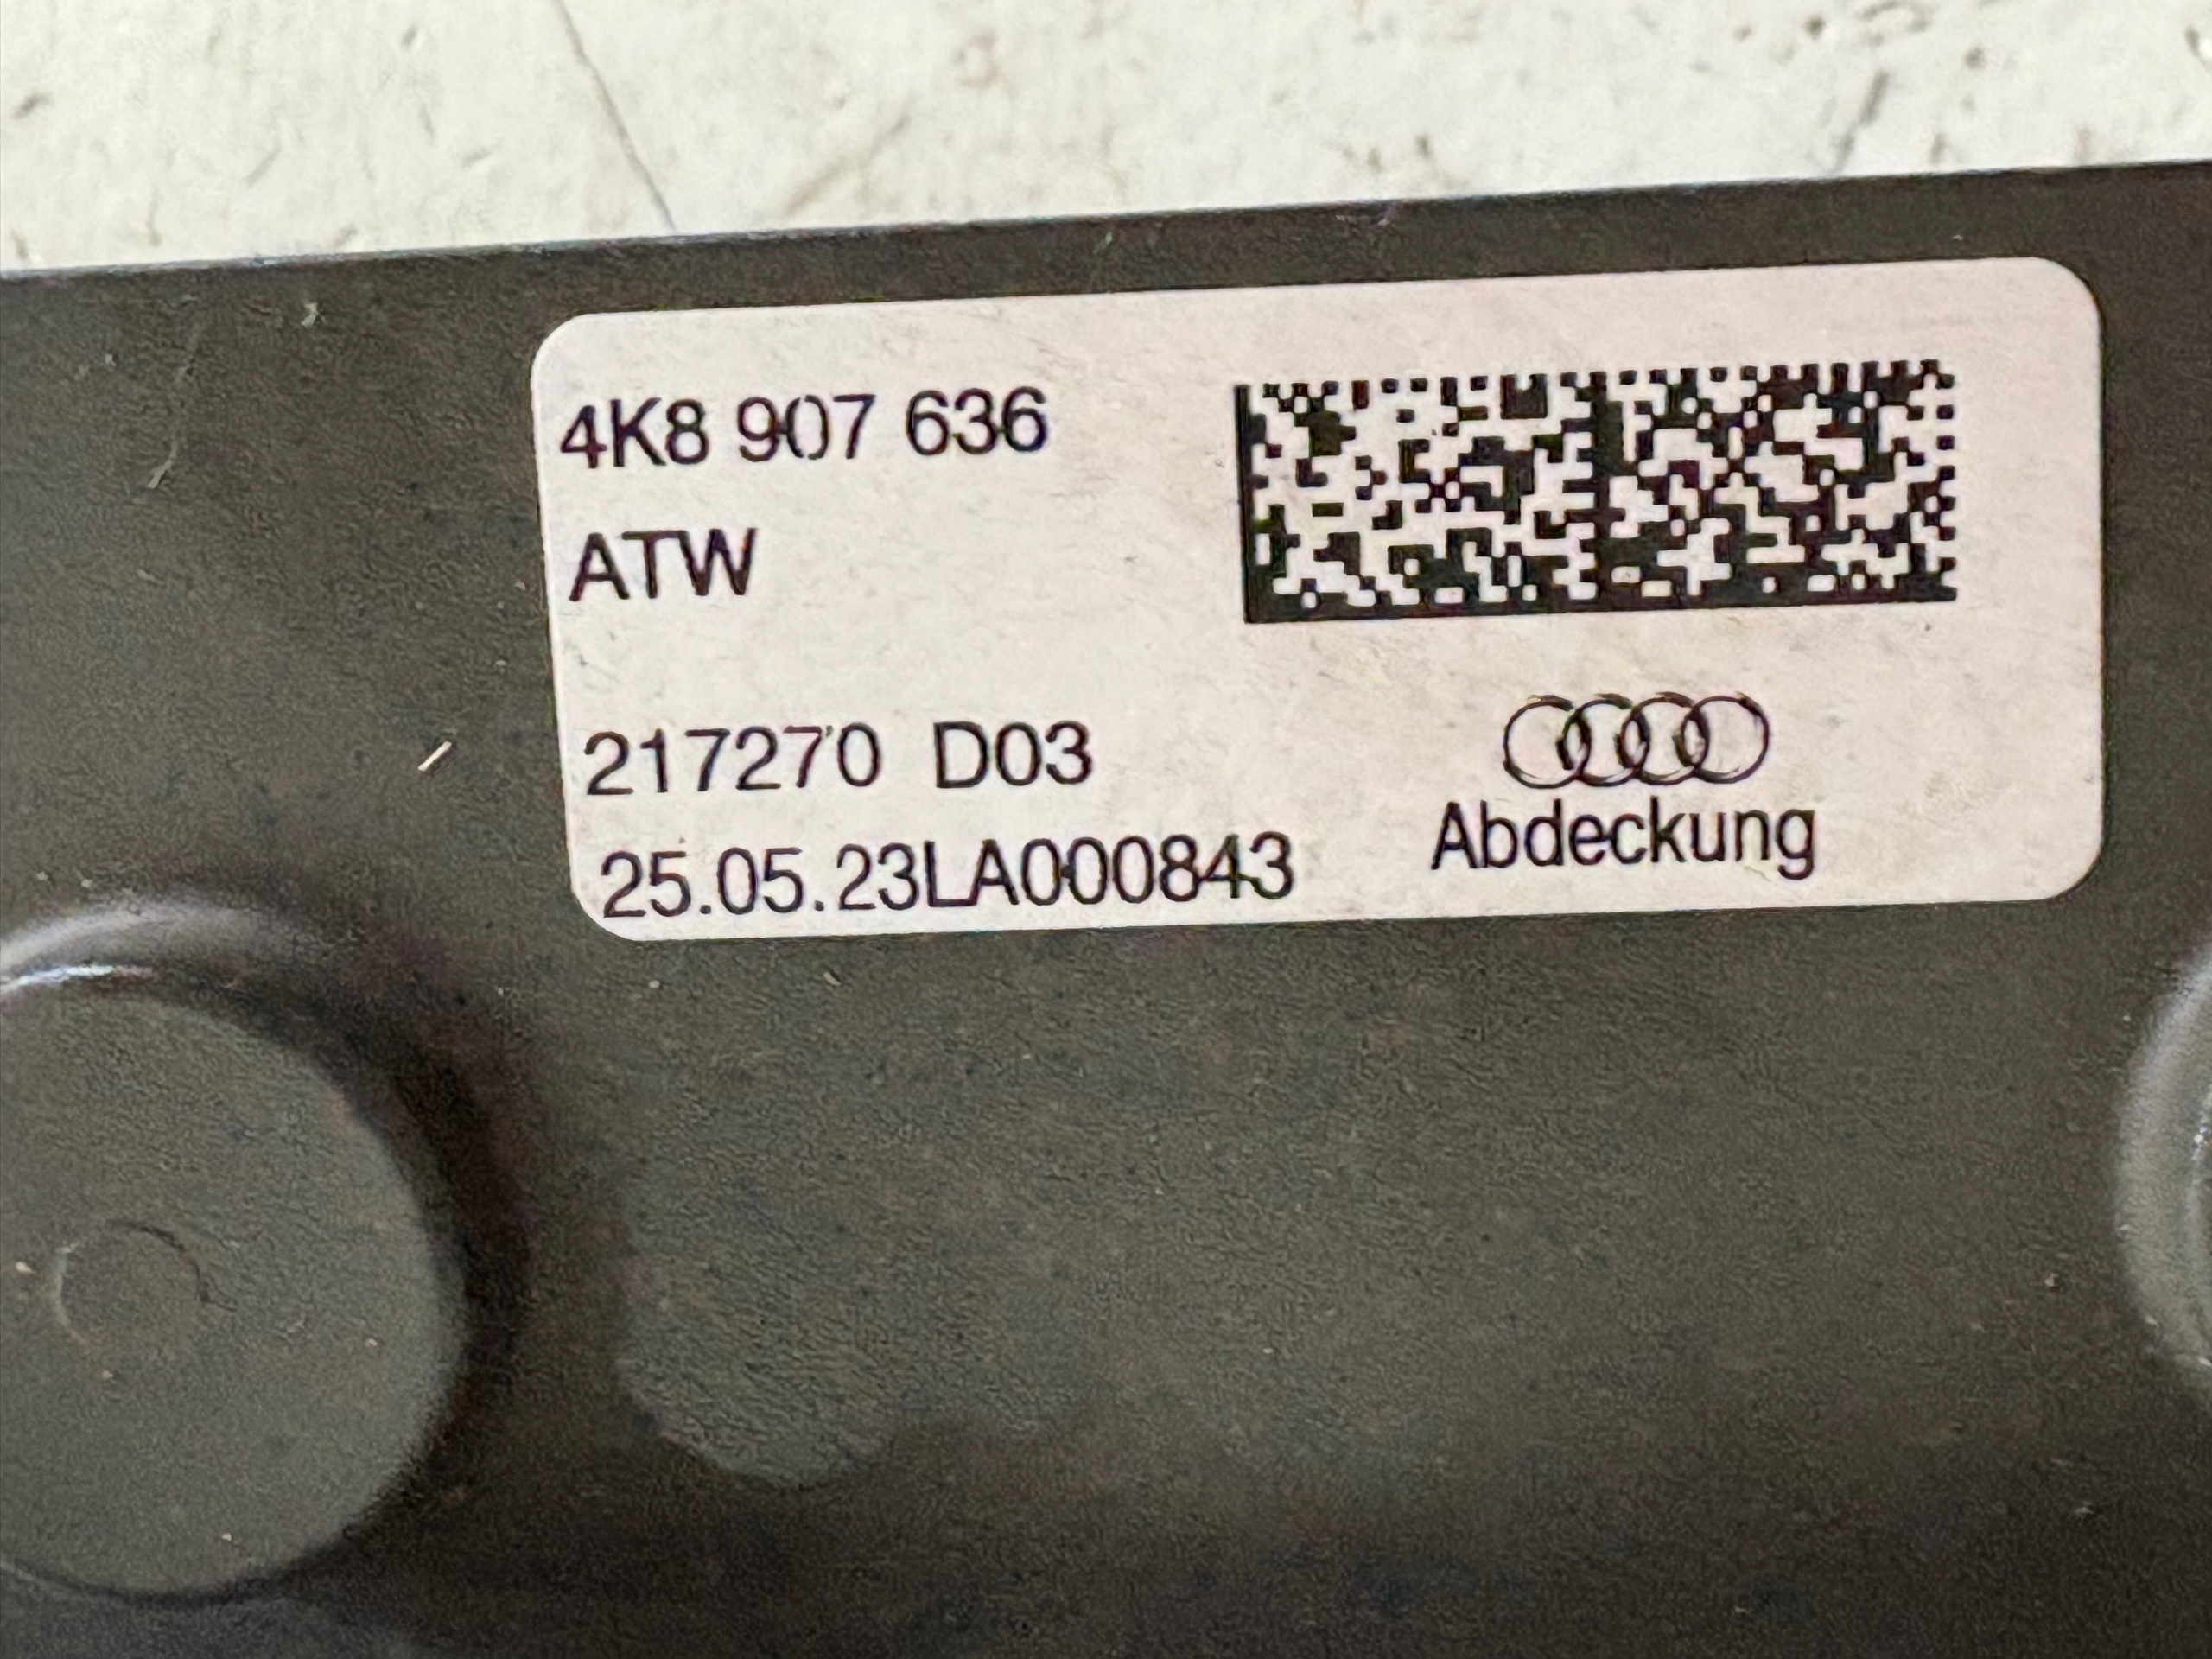 4K8 907 636
ATW
217270 D03
25.05.23LA000843
Abdeckung